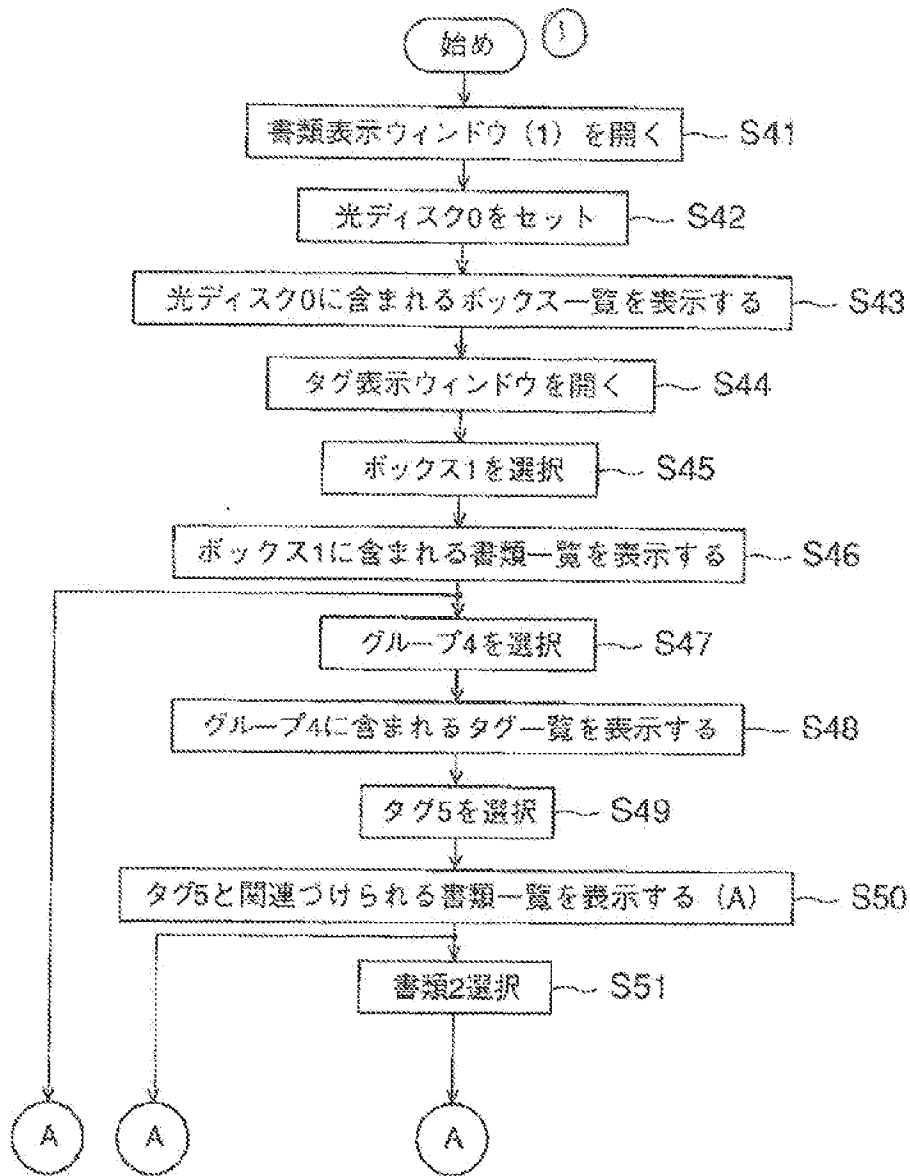 始め
書類表示ウィンドウ（1）を開く S41
光ディスク0をセット S42
光ディスク0に含まれるボックス一覧を表示する S43
タグ表示ウィンドウを開く S44
ボックス1を選択 S45
ボックス1に含まれる書類一覧を表示する S46
グループ4を選択 S47
グループ4に含まれるタグ一覧を表示する S48
タグ5を選択 S49
タグ5と関連づけられる書類一覧を表示する（A） S50
書類2選択 S51
A A A